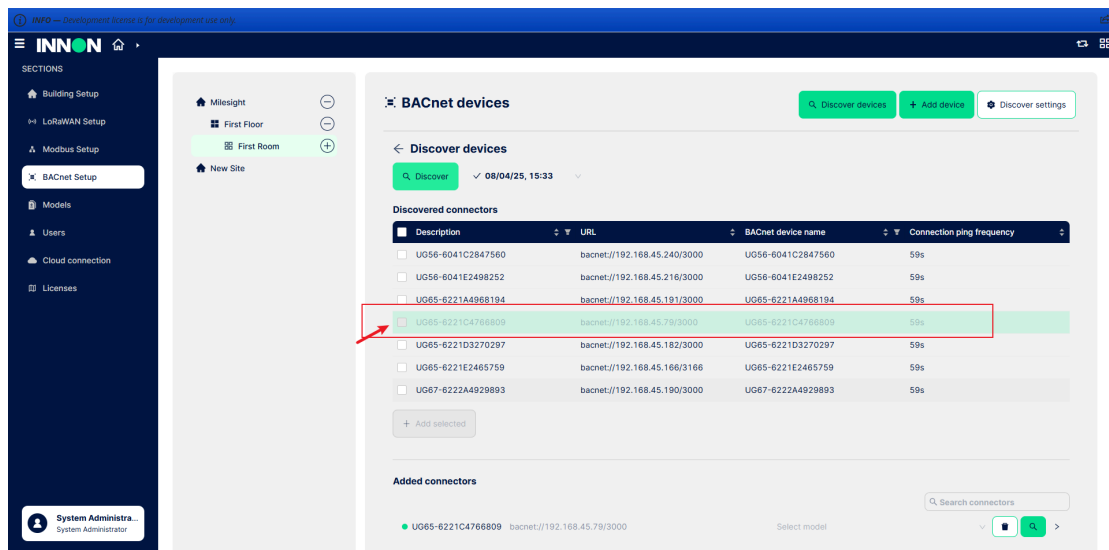 INFO — Development license is for development use only.
INNON
SECTIONS
Building Setup
LoRaWAN Setup
Modbus Setup
BACnet Setup
Models
Users
Cloud connection
Licenses
System Administra...
System Administrator
Milesight
First Floor
First Room
New Site
BACnet devices
Discover devices
Add device
Discover settings
Discover devices
Discover
08/04/25, 15:33
Discovered connectors
Description URL BACnet device name Connection ping frequency
UG56-6041C2847560 bacnet://192.168.45.240/3000 UG56-6041C2847560 59s
UG56-6041E2498252 bacnet://192.168.45.216/3000 UG56-6041E2498252 59s
UG65-6221A4968194 bacnet://192.168.45.191/3000 UG65-6221A4968194 59s
UG65-6221C4766809 bacnet://192.168.45.79/3000 UG65-6221C4766809 59s
UG65-6221D3270297 bacnet://192.168.45.182/3000 UG65-6221D3270297 59s
UG65-6221E2465759 bacnet://192.168.45.166/3166 UG65-6221E2465759 59s
UG67-6222A4929893 bacnet://192.168.45.190/3000 UG67-6222A4929893 59s
+ Add selected
Added connectors
Search connectors
UG65-6221C4766809 bacnet://192.168.45.79/3000 Select model